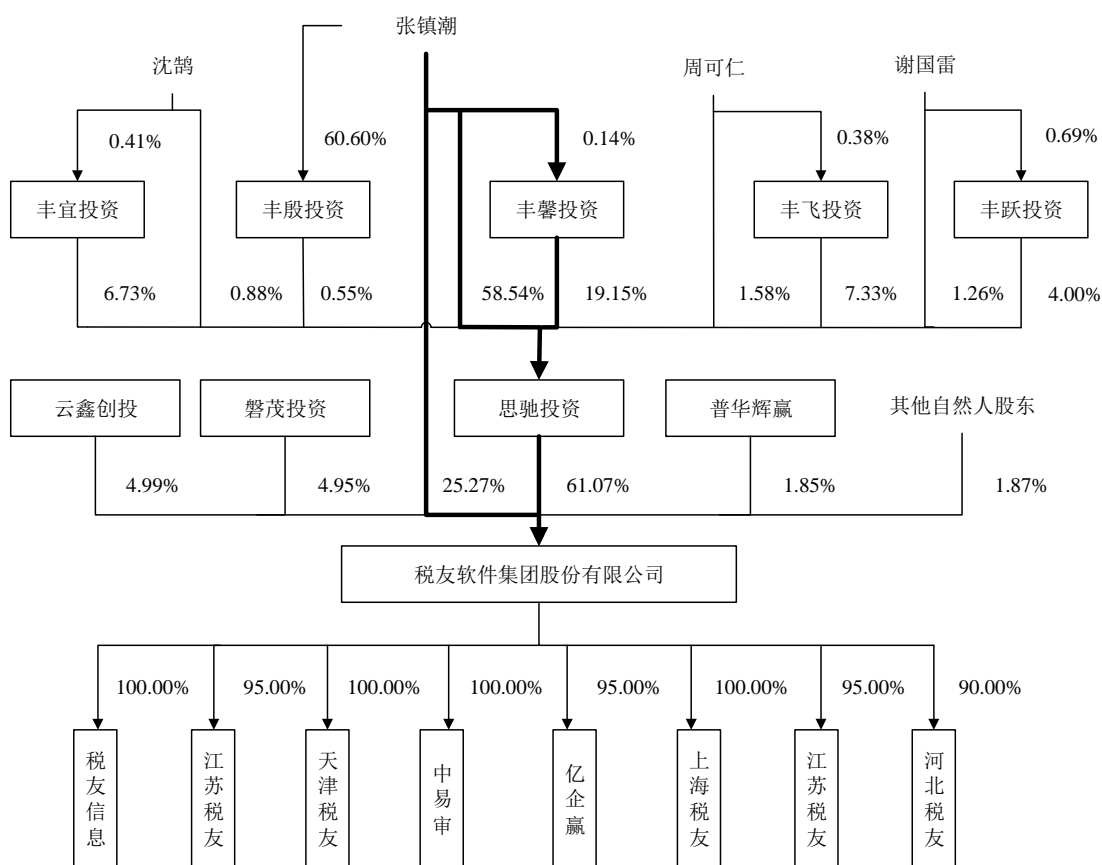 张镇潮
沈鹄
周可仁
谢国雷
0.41%
60.60%
0.14%
0.38%
0.69%
丰宜投资
丰殷投资
丰馨投资
丰飞投资
丰跃投资
6.73%
0.88%
0.55%
58.54%
19.15%
1.58%
7.33%
1.26%
4.00%
云鑫创投
磐茂投资
思驰投资
普华辉赢
其他自然人股东
4.99%
4.95%
25.27%
61.07%
1.85%
1.87%
税友软件集团股份有限公司
100.00%
95.00%
100.00%
100.00%
95.00%
100.00%
95.00%
90.00%
税友信息
江苏税友
天津税友
中易审
亿企赢
上海税友
江苏税友
河北税友